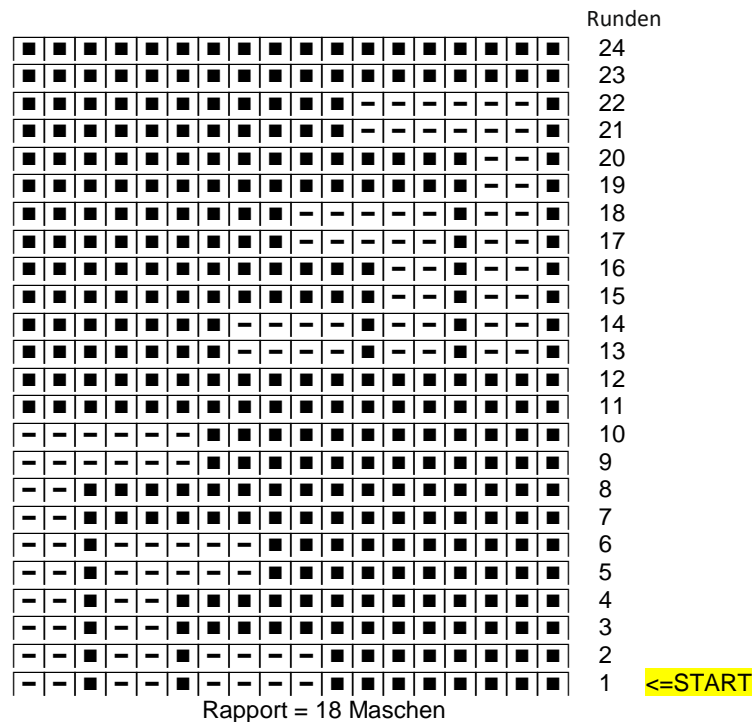 Runden
■ ■ ■ ■ ■ ■ ■ ■ ■ ■ ■ ■ ■ ■ ■ ■ ■ ■ 24
■ ■ ■ ■ ■ ■ ■ ■ ■ ■ ■ ■ ■ ■ ■ ■ ■ ■ 23
■ ■ ■ ■ ■ ■ ■ ■ ■ ■ ■ – – – – – – ■ 22
■ ■ ■ ■ ■ ■ ■ ■ ■ ■ ■ – – – – – – ■ 21
■ ■ ■ ■ ■ ■ ■ ■ ■ ■ ■ ■ ■ ■ ■ – – ■ 20
■ ■ ■ ■ ■ ■ ■ ■ ■ ■ ■ ■ ■ ■ ■ – – ■ 19
■ ■ ■ ■ ■ ■ ■ ■ ■ – – – – – ■ – – ■ 18
■ ■ ■ ■ ■ ■ ■ ■ ■ – – – – – ■ – – ■ 17
■ ■ ■ ■ ■ ■ ■ ■ ■ ■ ■ ■ – – ■ – – ■ 16
■ ■ ■ ■ ■ ■ ■ ■ ■ ■ ■ ■ – – ■ – – ■ 15
■ ■ ■ ■ ■ ■ ■ – – – – ■ – – ■ – – ■ 14
■ ■ ■ ■ ■ ■ ■ – – – – ■ – – ■ – – ■ 13
■ ■ ■ ■ ■ ■ ■ ■ ■ ■ ■ ■ ■ ■ ■ ■ ■ ■ 12
■ ■ ■ ■ ■ ■ ■ ■ ■ ■ ■ ■ ■ ■ ■ ■ ■ ■ 11
– – – – – – ■ ■ ■ ■ ■ ■ ■ ■ ■ ■ ■ ■ 10
– – – – – – ■ ■ ■ ■ ■ ■ ■ ■ ■ ■ ■ ■ 9
– – ■ ■ ■ ■ ■ ■ ■ ■ ■ ■ ■ ■ ■ ■ ■ ■ 8
– – ■ ■ ■ ■ ■ ■ ■ ■ ■ ■ ■ ■ ■ ■ ■ ■ 7
– – ■ – – – – – ■ ■ ■ ■ ■ ■ ■ ■ ■ ■ 6
– – ■ – – – – – ■ ■ ■ ■ ■ ■ ■ ■ ■ ■ 5
– – ■ – – ■ ■ ■ ■ ■ ■ ■ ■ ■ ■ ■ ■ ■ 4
– – ■ – – ■ ■ ■ ■ ■ ■ ■ ■ ■ ■ ■ ■ ■ 3
– – ■ – – ■ – – – – ■ ■ ■ ■ ■ ■ ■ ■ 2
– – ■ – – ■ – – – – ■ ■ ■ ■ ■ ■ ■ ■ 1 <=START
Rapport = 18 Maschen